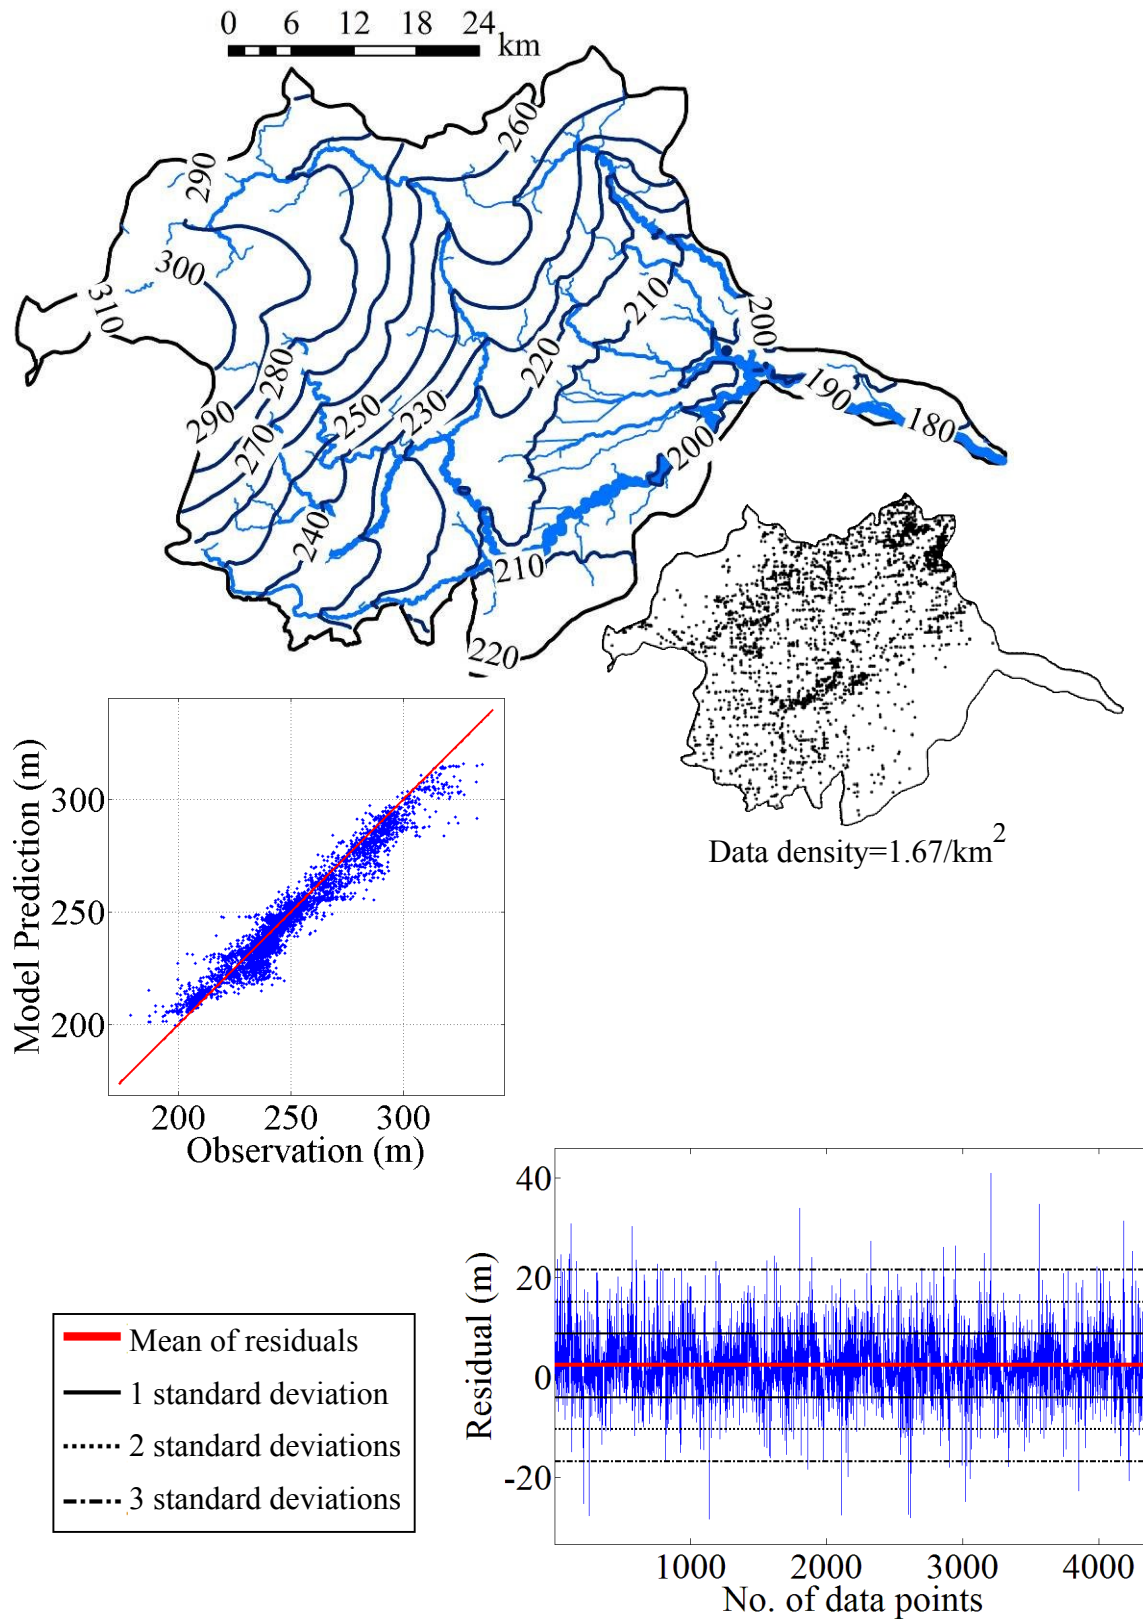 0 6 12 18 24 km
260
290
300
310
280
290
270
250
230
240
220
210
200
190
180
200
210
220
Data density=1.67/km²
Model Prediction (m)
300
250
200
200 250 300
Observation (m)
Mean of residuals
1 standard deviation
2 standard deviations
3 standard deviations
Residual (m)
40
20
0
-20
1000 2000 3000 4000
No. of data points